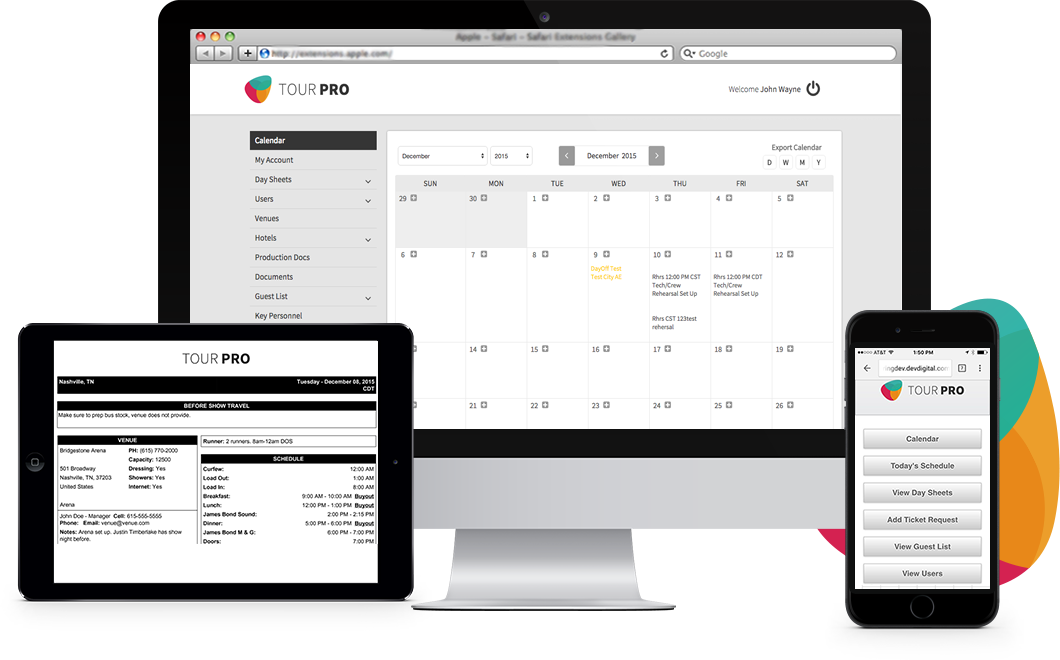 Apple – Safari – Safari Extensions Gallery
http://extensions.apple.com/
Google
TOUR PRO
Welcome John Wayne
Calendar
My Account
Day Sheets
Users
Venues
Hotels
Production Docs
Documents
Guest List
Key Personnel
December
2015
December 2015
Export Calendar
D W M Y
SUN MON TUE WED THU FRI SAT
29 30 1 2 3 4 5
6 7 8 9 10 11 12
DayOff Test
Test City AE
Rhrs 12:00 PM CST
Tech/Crew
Rehearsal Set Up
Rhrs CST 123test
rehersal
Rhrs 12:00 PM CDT
Tech/Crew
Rehearsal Set Up
14 15 16 17 18 19
21 22 23 24 25 26
TOUR PRO
Nashville, TN
Tuesday - December 08, 2015
CDT
BEFORE SHOW TRAVEL
Make sure to prep bus stock, venue does not provide.
VENUE
Bridgestone Arena PH: (615) 770-2000
Capacity: 12500
501 Broadway Dressing: Yes
Nashville, TN, 37203 Showers: Yes
United States Internet: Yes
Arena
John Doe - Manager Cell: 615-555-5555
Phone: Email: venue@venue.com
Notes: Arena set up. Justin Timberlake has show
night before.
Runner: 2 runners. 8am-12am DOS
SCHEDULE
Curfew: 12:00 AM
Load Out: 1:00 AM
Load In: 8:00 AM
Breakfast: 9:00 AM - 10:00 AM Buyout
Lunch: 12:00 PM - 1:00 PM Buyout
James Bond Sound: 2:00 PM - 2:15 PM
Dinner: 5:00 PM - 6:00 PM Buyout
James Bond M & G: 6:00 PM - 7:00 PM
Doors: 7:00 PM
AT&T 1:50 PM
ngdev.devdigital.com
7
TOUR PRO
Calendar
Today's Schedule
View Day Sheets
Add Ticket Request
View Guest List
View Users